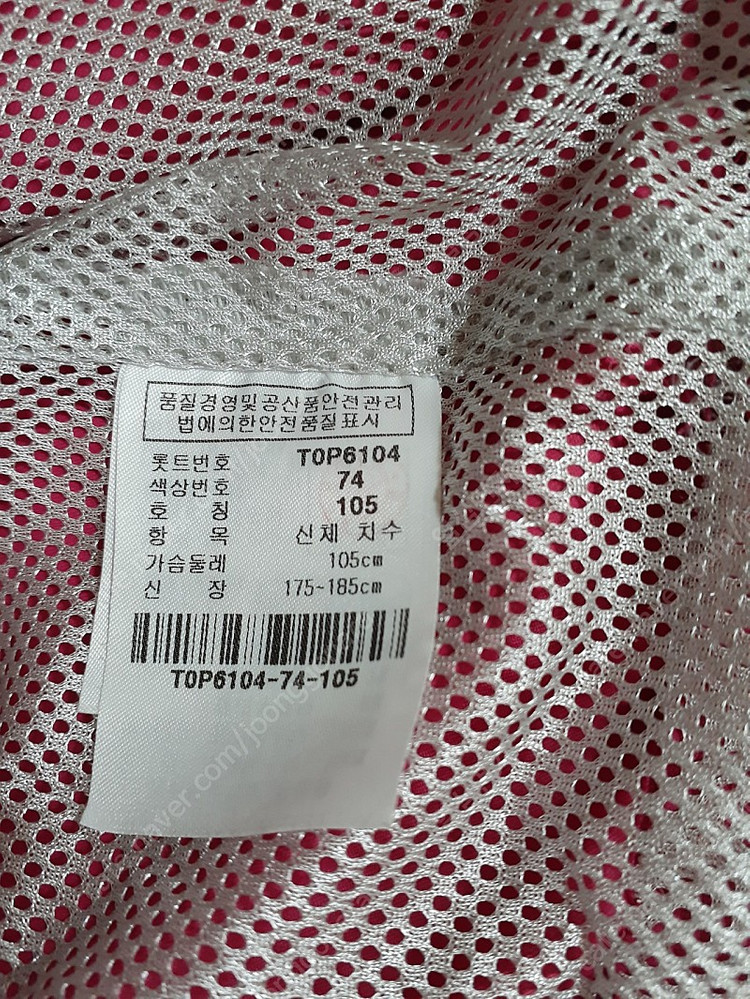 품질경영및공산품안전관리
법에의한안전품질표시
롯트번호 T0P6104
색상번호 74
호 칭 105
항 목 신체 치수
가슴둘레 105cm
신 장 175~185cm
T0P6104-74-105